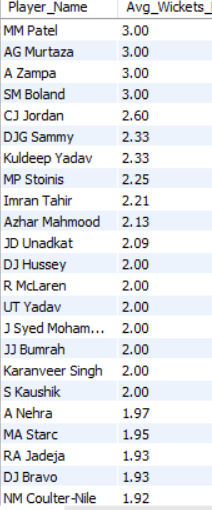 Player_Name Avg_Wickets_
MM Patel 3.00
AG Murtaza 3.00
A Zampa 3.00
SM Boland 3.00
CJ Jordan 2.60
DJG Sammy 2.33
Kuldeep Yadav 2.33
MP Stoinis 2.25
Imran Tahir 2.21
Azhar Mahmood 2.13
JD Unadkat 2.09
DJ Hussey 2.00
R McLaren 2.00
UT Yadav 2.00
J Syed Moham... 2.00
JJ Bumrah 2.00
Karanveer Singh 2.00
S Kaushik 2.00
A Nehra 1.97
MA Starc 1.95
RA Jadeja 1.93
DJ Bravo 1.93
NM Coulter-Nile 1.92